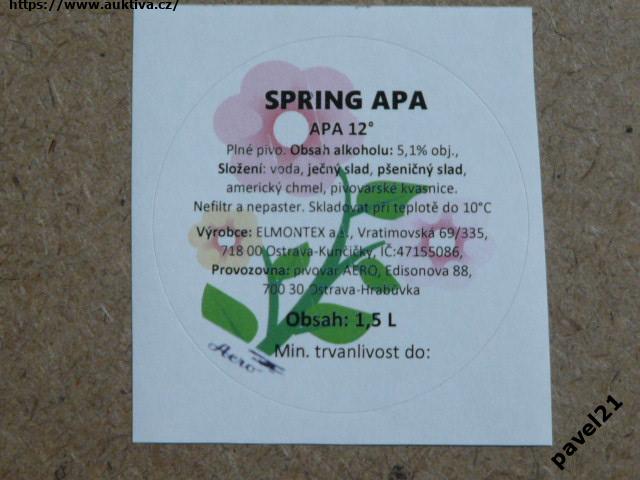 https://www.auktiva.cz/
SPRING APA
APA 12°
Plné pivo. Obsah alkoholu: 5,1% obj.,
Složení: voda, ječný slad, pšeničný slad,
americký chmel, pivovarské kvasnice.
Nefiltr a nepaster. Skladovat při teplotě do 10°C
Výrobce: ELMONTEX a.s., Vratimovská 69/335,
718 00 Ostrava-Kunčičky, IČ:47155086,
Provozovna: pivovar AERO, Edisonova 88,
700 30 Ostrava-Hrabůvka
Obsah: 1,5 L
Min. trvanlivost do:
Aero
pavel21